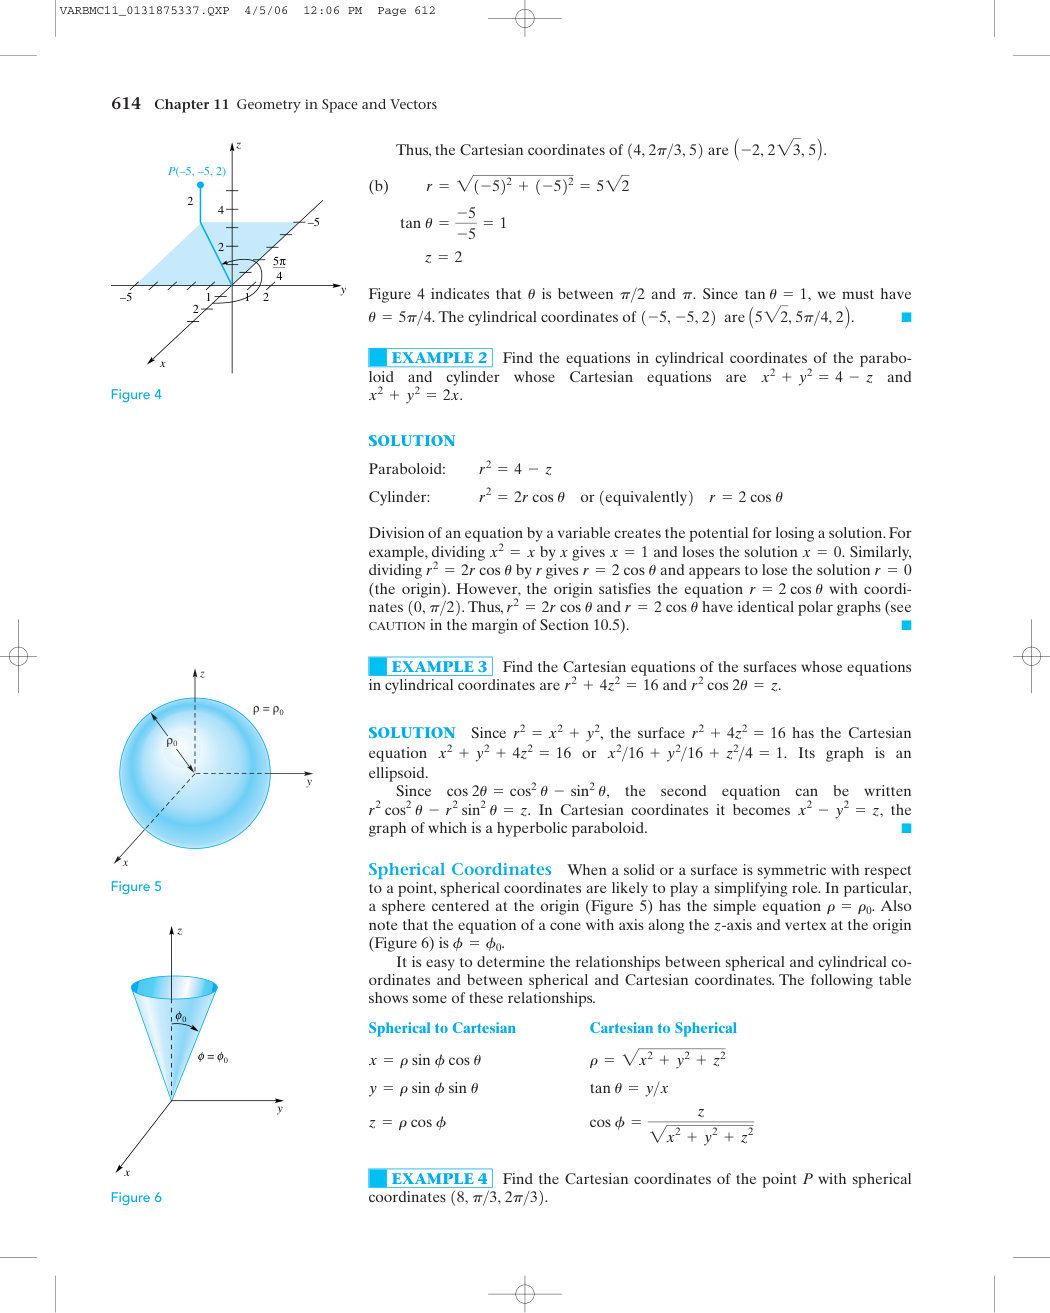 VARBMC11_0131875337.QXP 4/5/06 12:06 PM Page 612
614 Chapter 11 Geometry in Space and Vectors
z
P(–5, –5, 2)
2
4
–5
2
5π
4
–5
1
1
2
y
2
x
Figure 4
Thus, the Cartesian coordinates of (4, 2π/3, 5) are (−2, 2√3, 5).
(b) r = √((−5)² + (−5)²) = 5√2
tan θ = −5/−5 = 1
z = 2
Figure 4 indicates that θ is between π/2 and π. Since tan θ = 1, we must have
θ = 5π/4. The cylindrical coordinates of (−5, −5, 2) are (5√2, 5π/4, 2).
EXAMPLE 2 Find the equations in cylindrical coordinates of the parabo-
loid and cylinder whose Cartesian equations are x² + y² = 4 − z and
x² + y² = 2x.
SOLUTION
Paraboloid: r² = 4 − z
Cylinder: r² = 2r cos θ or (equivalently) r = 2 cos θ
Division of an equation by a variable creates the potential for losing a solution. For
example, dividing x² = x by x gives x = 1 and loses the solution x = 0. Similarly,
dividing r² = 2r cos θ by r gives r = 2 cos θ and appears to lose the solution r = 0
(the origin). However, the origin satisfies the equation r = 2 cos θ with coordi-
nates (0, π/2). Thus, r² = 2r cos θ and r = 2 cos θ have identical polar graphs (see
CAUTION in the margin of Section 10.5).
EXAMPLE 3 Find the Cartesian equations of the surfaces whose equations
in cylindrical coordinates are r² + 4z² = 16 and r² cos 2θ = z.
SOLUTION Since r² = x² + y², the surface r² + 4z² = 16 has the Cartesian
equation x² + y² + 4z² = 16 or x²/16 + y²/16 + z²/4 = 1. Its graph is an
ellipsoid.
Since cos 2θ = cos² θ − sin² θ, the second equation can be written
r² cos² θ − r² sin² θ = z. In Cartesian coordinates it becomes x² − y² = z, the
graph of which is a hyperbolic paraboloid.
z
ρ = ρ₀
ρ₀
y
x
Figure 5
Spherical Coordinates When a solid or a surface is symmetric with respect
to a point, spherical coordinates are likely to play a simplifying role. In particular,
a sphere centered at the origin (Figure 5) has the simple equation ρ = ρ₀. Also
note that the equation of a cone with axis along the z-axis and vertex at the origin
(Figure 6) is ϕ = ϕ₀.
It is easy to determine the relationships between spherical and cylindrical co-
ordinates and between spherical and Cartesian coordinates. The following table
shows some of these relationships.
Spherical to Cartesian Cartesian to Spherical
x = ρ sin ϕ cos θ ρ = √(x² + y² + z²)
y = ρ sin ϕ sin θ tan θ = y/x
z = ρ cos ϕ cos ϕ = z/√(x² + y² + z²)
z
ϕ₀
ϕ = ϕ₀
y
x
Figure 6
EXAMPLE 4 Find the Cartesian coordinates of the point P with spherical
coordinates (8, π/3, 2π/3).